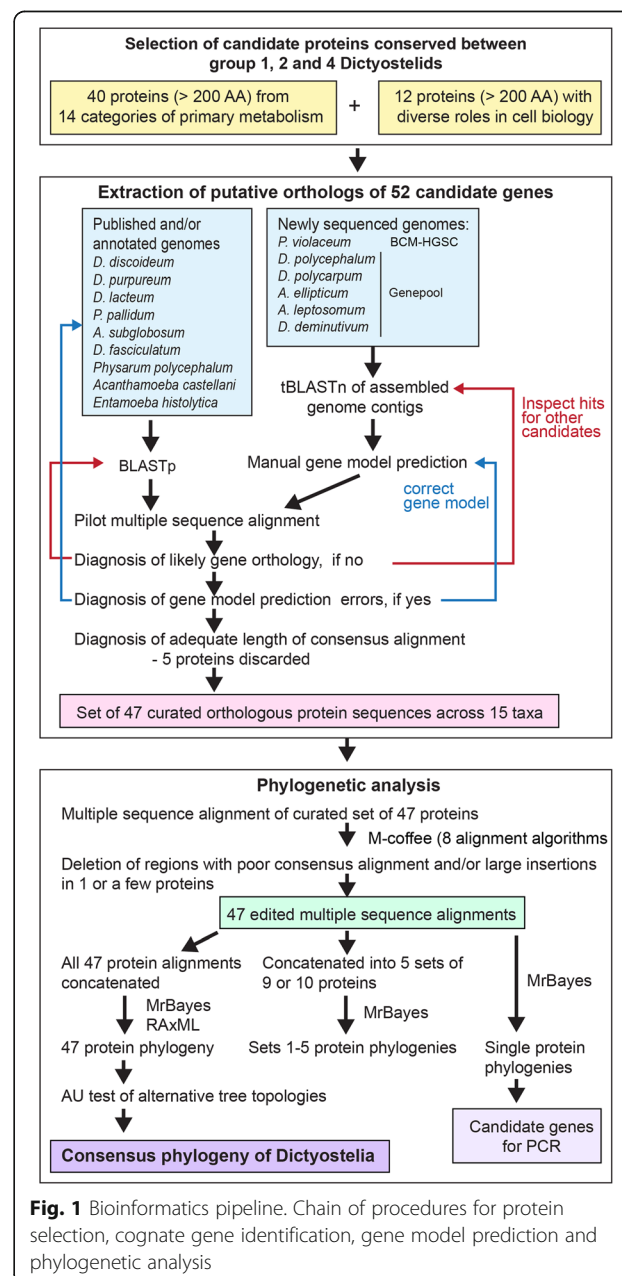 Selection of candidate proteins conserved between
group 1, 2 and 4 Dictyostelids
40 proteins (> 200 AA) from
14 categories of primary metabolism
+
12 proteins (> 200 AA) with
diverse roles in cell biology
Extraction of putative orthologs of 52 candidate genes
Published and/or
annotated genomes
D. discoideum
D. purpureum
D. lacteum
P. pallidum
A. subglobosum
D. fasciculatum
Physarum polycephalum
Acanthamoeba castellani
Entamoeba histolytica
Newly sequenced genomes:
P. violaceum BCM-HGSC
D. polycephalum
D. polycarpum
A. ellipticum Genepool
A. leptosomum
D. deminutivum
tBLASTn of assembled
genome contigs
Inspect hits
for other
candidates
BLASTp
Manual gene model prediction
correct
gene model
Pilot multiple sequence alignment
Diagnosis of likely gene orthology, if no
Diagnosis of gene model prediction errors, if yes
Diagnosis of adequate length of consensus alignment
- 5 proteins discarded
Set of 47 curated orthologous protein sequences across 15 taxa
Phylogenetic analysis
Multiple sequence alignment of curated set of 47 proteins
M-coffee (8 alignment algorithms
Deletion of regions with poor consensus alignment and/or large insertions
in 1 or a few proteins
47 edited multiple sequence alignments
All 47 protein alignments
concatenated
MrBayes
RAxML
47 protein phylogeny
AU test of alternative tree topologies
Consensus phylogeny of Dictyostelia
Concatenated into 5 sets of
9 or 10 proteins
MrBayes
Sets 1-5 protein phylogenies
MrBayes
Single protein
phylogenies
Candidate genes
for PCR
Fig. 1 Bioinformatics pipeline. Chain of procedures for protein
selection, cognate gene identification, gene model prediction and
phylogenetic analysis